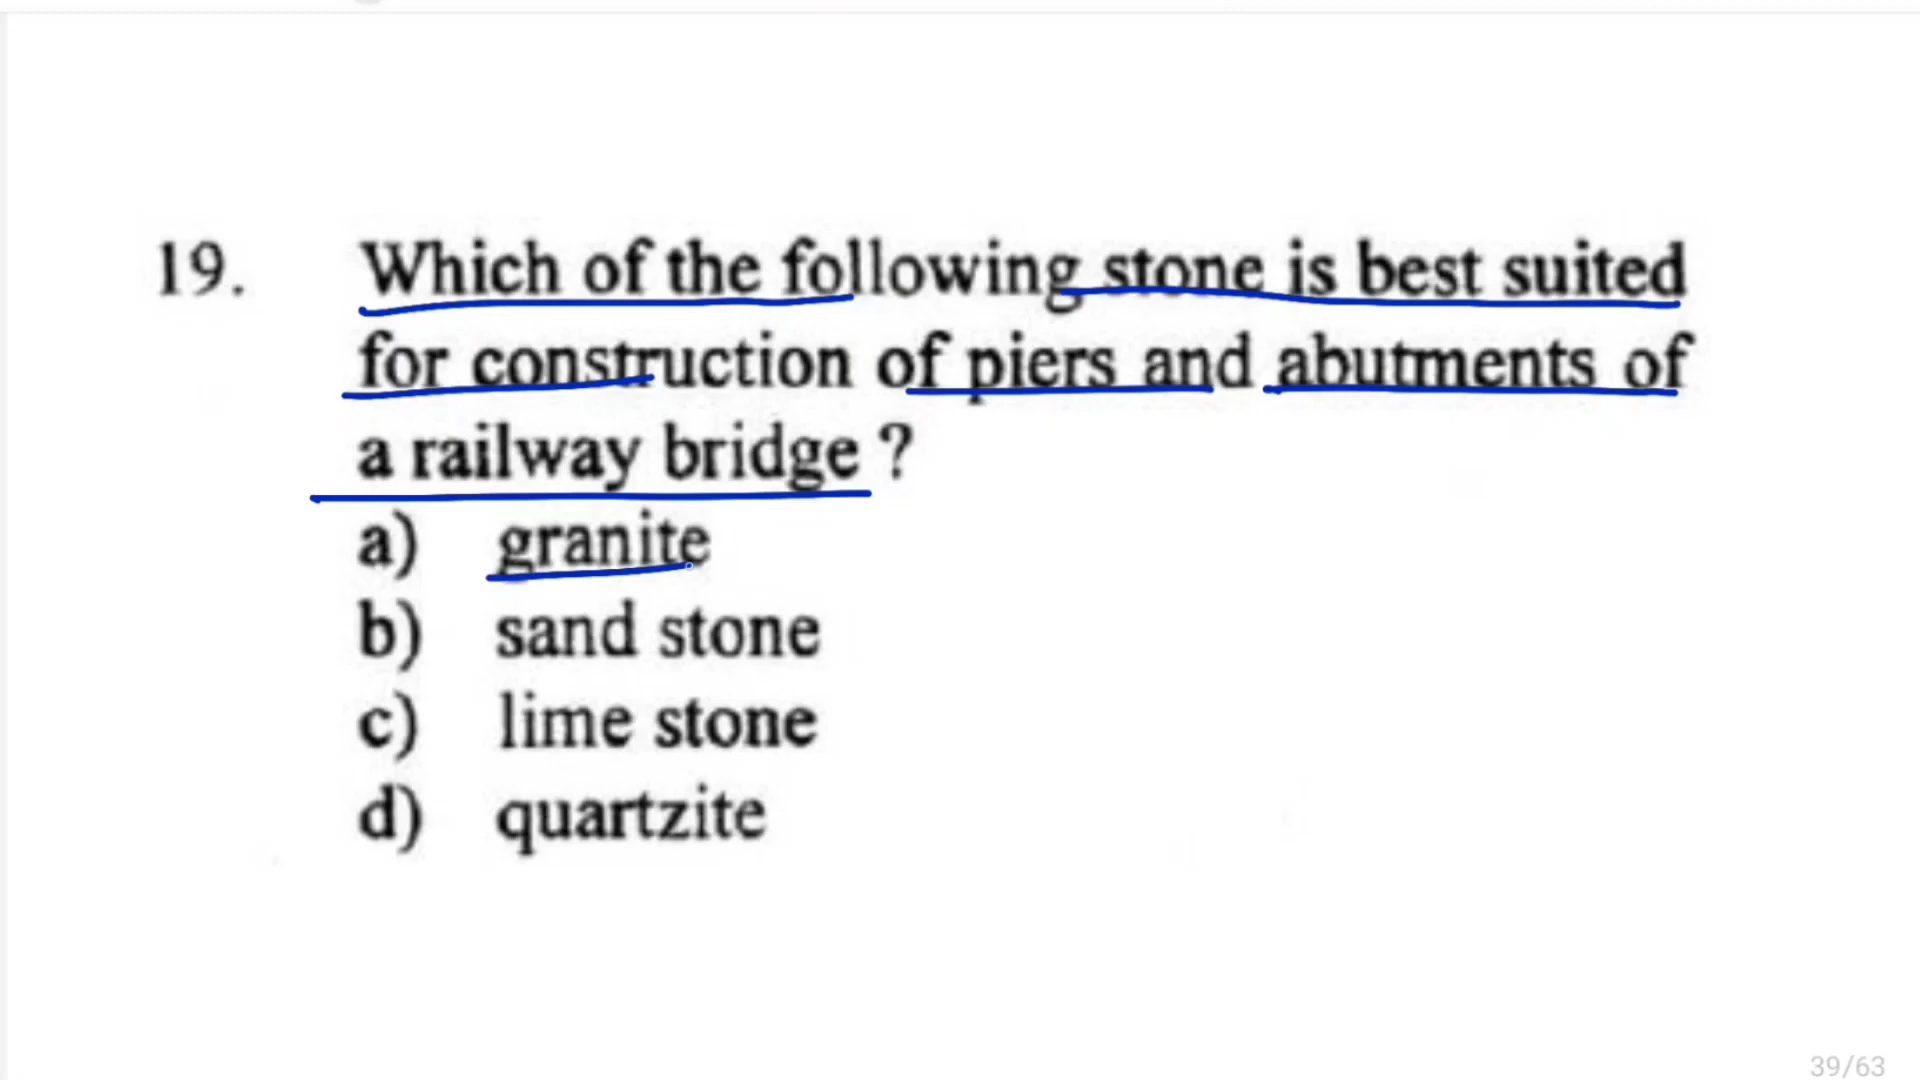 19. Which of the following stone is best suited
for construction of piers and abutments of
a railway bridge ?
a) granite
b) sand stone
c) lime stone
d) quartzite
39/63